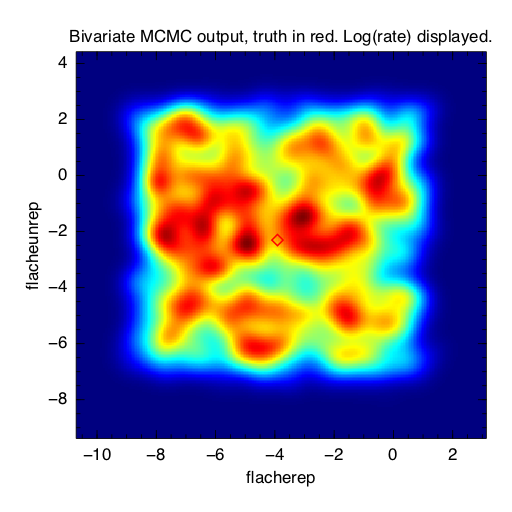 Bivariate MCMC output, truth in red. Log(rate) displayed.
4
2
0
−2
−4
−6
−8
flacheunrep
−10 −8 −6 −4 −2 0 2
flacherep